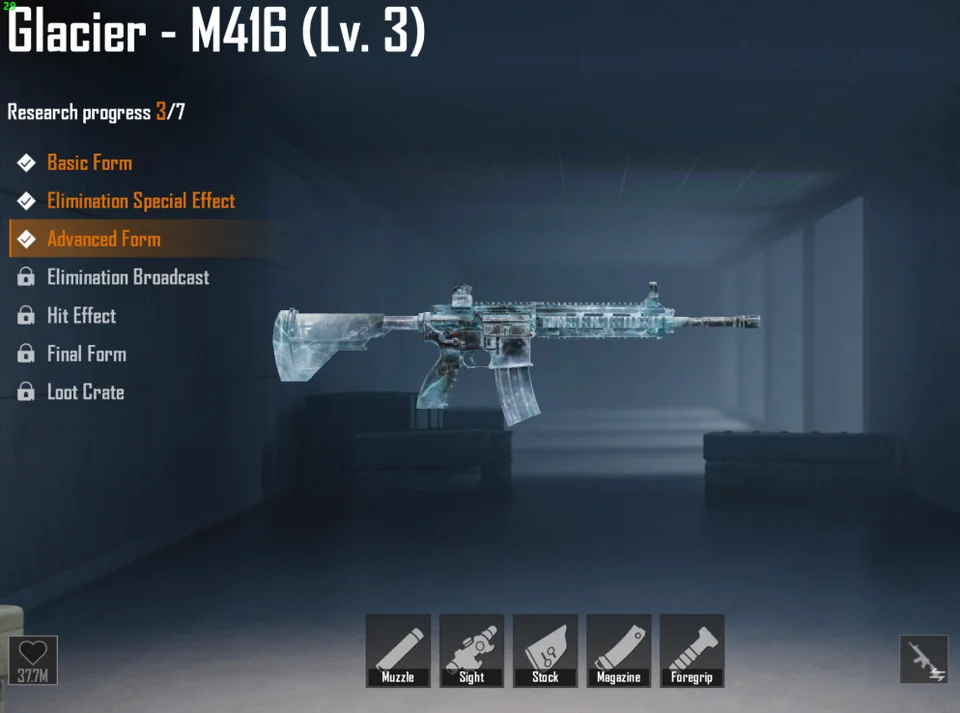 29
Glacier - M416 (Lv. 3)
Research progress 3/7
Basic Form
Elimination Special Effect
Advanced Form
Elimination Broadcast
Hit Effect
Final Form
Loot Crate
37.7M
Muzzle
Sight
Stock
Magazine
Foregrip